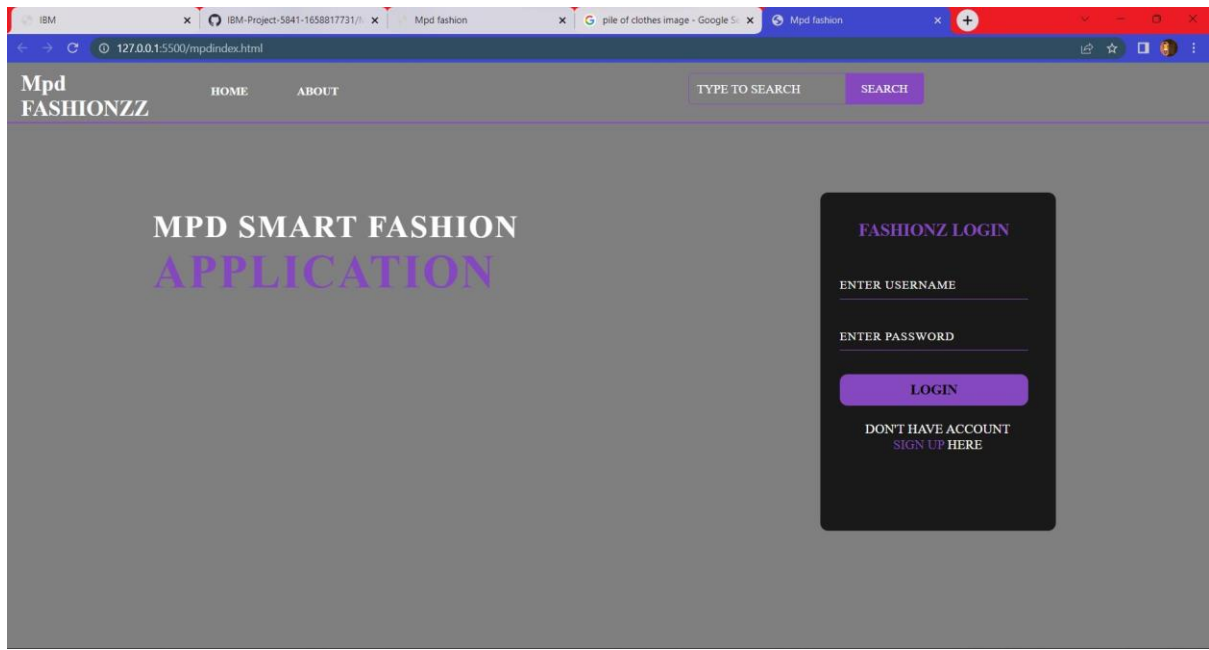 IBM
IBM-Project-5841-1658817731/
Mpd fashion
pile of clothes image - Google S
Mpd fashion
127.0.0.1:5500/mpdindex.html
Mpd
FASHIONZZ
HOME
ABOUT
TYPE TO SEARCH
SEARCH
MPD SMART FASHION
APPLICATION
FASHIONZ LOGIN
ENTER USERNAME
ENTER PASSWORD
LOGIN
DON'T HAVE ACCOUNT
SIGN UP HERE